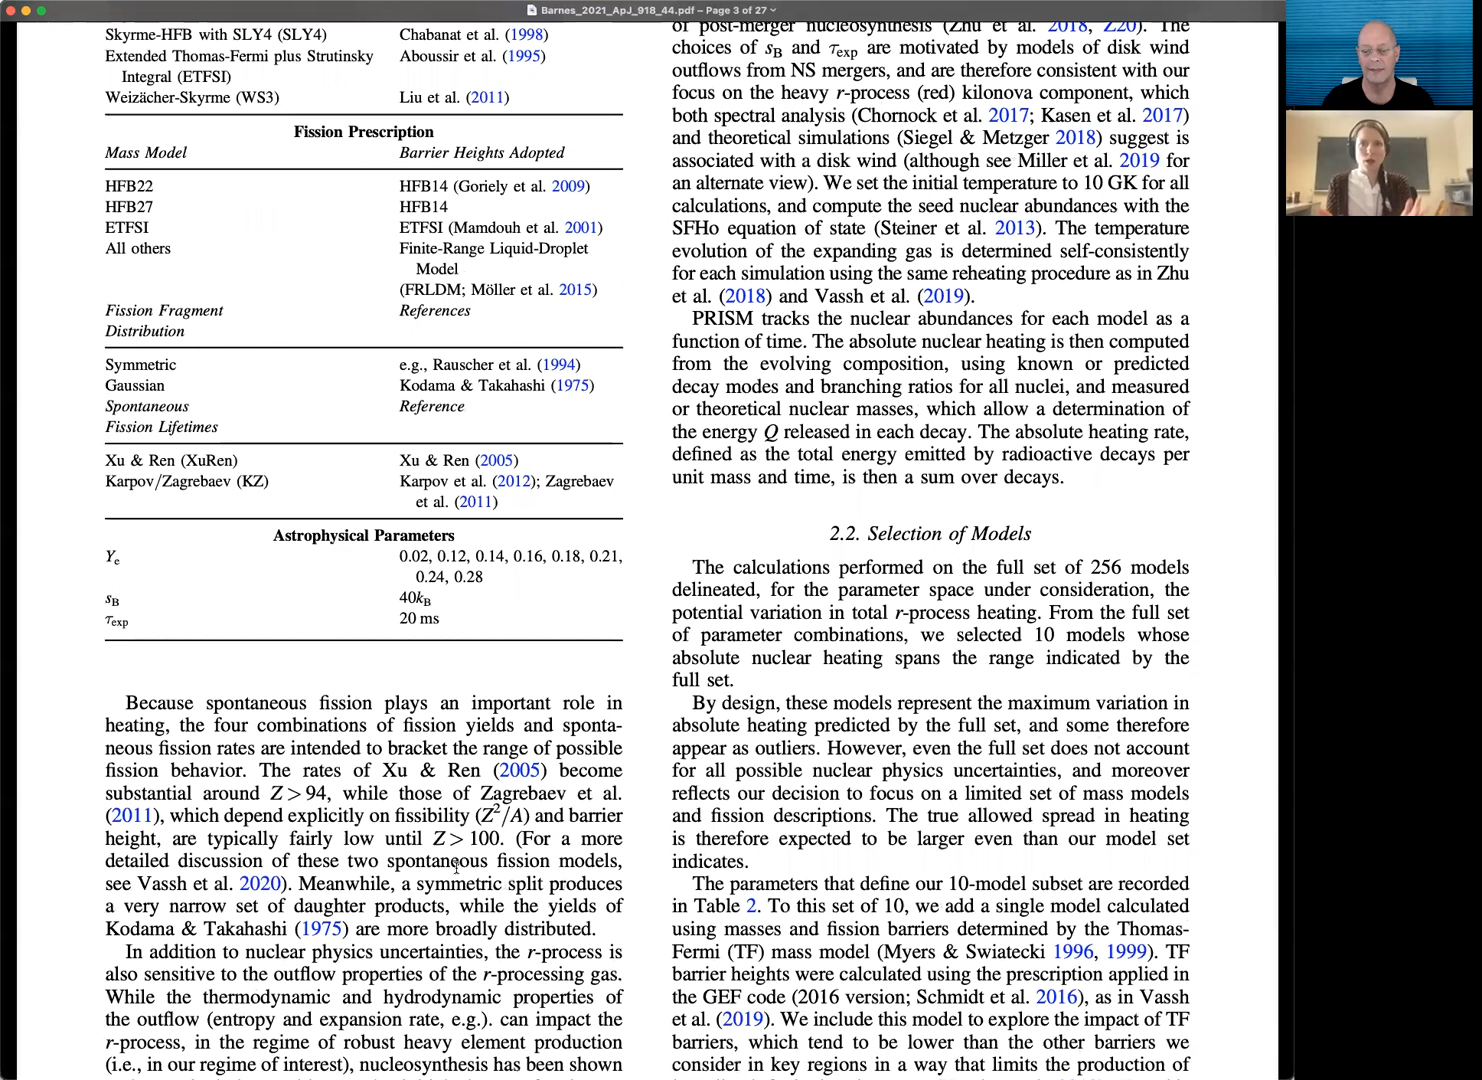 Barnes_2021_ApJ_918_44.pdf – Page 3 of 27
Skyrme-HFB with SLY4 (SLY4) Chabanat et al. (1998)
Extended Thomas-Fermi plus Strutinsky Aboussir et al. (1995)
Integral (ETFSI)
Weizächer-Skyrme (WS3) Liu et al. (2011)
Fission Prescription
Mass Model Barrier Heights Adopted
HFB22 HFB14 (Goriely et al. 2009)
HFB27 HFB14
ETFSI ETFSI (Mamdouh et al. 2001)
All others Finite-Range Liquid-Droplet
Model
(FRLDM; Möller et al. 2015)
Fission Fragment References
Distribution
Symmetric e.g., Rauscher et al. (1994)
Gaussian Kodama & Takahashi (1975)
Spontaneous Reference
Fission Lifetimes
Xu & Ren (XuRen) Xu & Ren (2005)
Karpov/Zagrebaev (KZ) Karpov et al. (2012); Zagrebaev
et al. (2011)
Astrophysical Parameters
Ye 0.02, 0.12, 0.14, 0.16, 0.18, 0.21,
0.24, 0.28
sB 40kB
τexp 20 ms
Because spontaneous fission plays an important role in
heating, the four combinations of fission yields and sponta-
neous fission rates are intended to bracket the range of possible
fission behavior. The rates of Xu & Ren (2005) become
substantial around Z > 94, while those of Zagrebaev et al.
(2011), which depend explicitly on fissibility (Z²/A) and barrier
height, are typically fairly low until Z > 100. (For a more
detailed discussion of these two spontaneous fission models,
see Vassh et al. 2020). Meanwhile, a symmetric split produces
a very narrow set of daughter products, while the yields of
Kodama & Takahashi (1975) are more broadly distributed.
In addition to nuclear physics uncertainties, the r-process is
also sensitive to the outflow properties of the r-processing gas.
While the thermodynamic and hydrodynamic properties of
the outflow (entropy and expansion rate, e.g.). can impact the
r-process, in the regime of robust heavy element production
(i.e., in our regime of interest), nucleosynthesis has been shown
of post-merger nucleosynthesis (Zhu et al. 2018, Z20). The
choices of sB and τexp are motivated by models of disk wind
outflows from NS mergers, and are therefore consistent with our
focus on the heavy r-process (red) kilonova component, which
both spectral analysis (Chornock et al. 2017; Kasen et al. 2017)
and theoretical simulations (Siegel & Metzger 2018) suggest is
associated with a disk wind (although see Miller et al. 2019 for
an alternate view). We set the initial temperature to 10 GK for all
calculations, and compute the seed nuclear abundances with the
SFHo equation of state (Steiner et al. 2013). The temperature
evolution of the expanding gas is determined self-consistently
for each simulation using the same reheating procedure as in Zhu
et al. (2018) and Vassh et al. (2019).
PRISM tracks the nuclear abundances for each model as a
function of time. The absolute nuclear heating is then computed
from the evolving composition, using known or predicted
decay modes and branching ratios for all nuclei, and measured
or theoretical nuclear masses, which allow a determination of
the energy Q released in each decay. The absolute heating rate,
defined as the total energy emitted by radioactive decays per
unit mass and time, is then a sum over decays.
2.2. Selection of Models
The calculations performed on the full set of 256 models
delineated, for the parameter space under consideration, the
potential variation in total r-process heating. From the full set
of parameter combinations, we selected 10 models whose
absolute nuclear heating spans the range indicated by the
full set.
By design, these models represent the maximum variation in
absolute heating predicted by the full set, and some therefore
appear as outliers. However, even the full set does not account
for all possible nuclear physics uncertainties, and moreover
reflects our decision to focus on a limited set of mass models
and fission descriptions. The true allowed spread in heating
is therefore expected to be larger even than our model set
indicates.
The parameters that define our 10-model subset are recorded
in Table 2. To this set of 10, we add a single model calculated
using masses and fission barriers determined by the Thomas-
Fermi (TF) mass model (Myers & Swiatecki 1996, 1999). TF
barrier heights were calculated using the prescription applied in
the GEF code (2016 version; Schmidt et al. 2016), as in Vassh
et al. (2019). We include this model to explore the impact of TF
barriers, which tend to be lower than the other barriers we
consider in key regions in a way that limits the production of